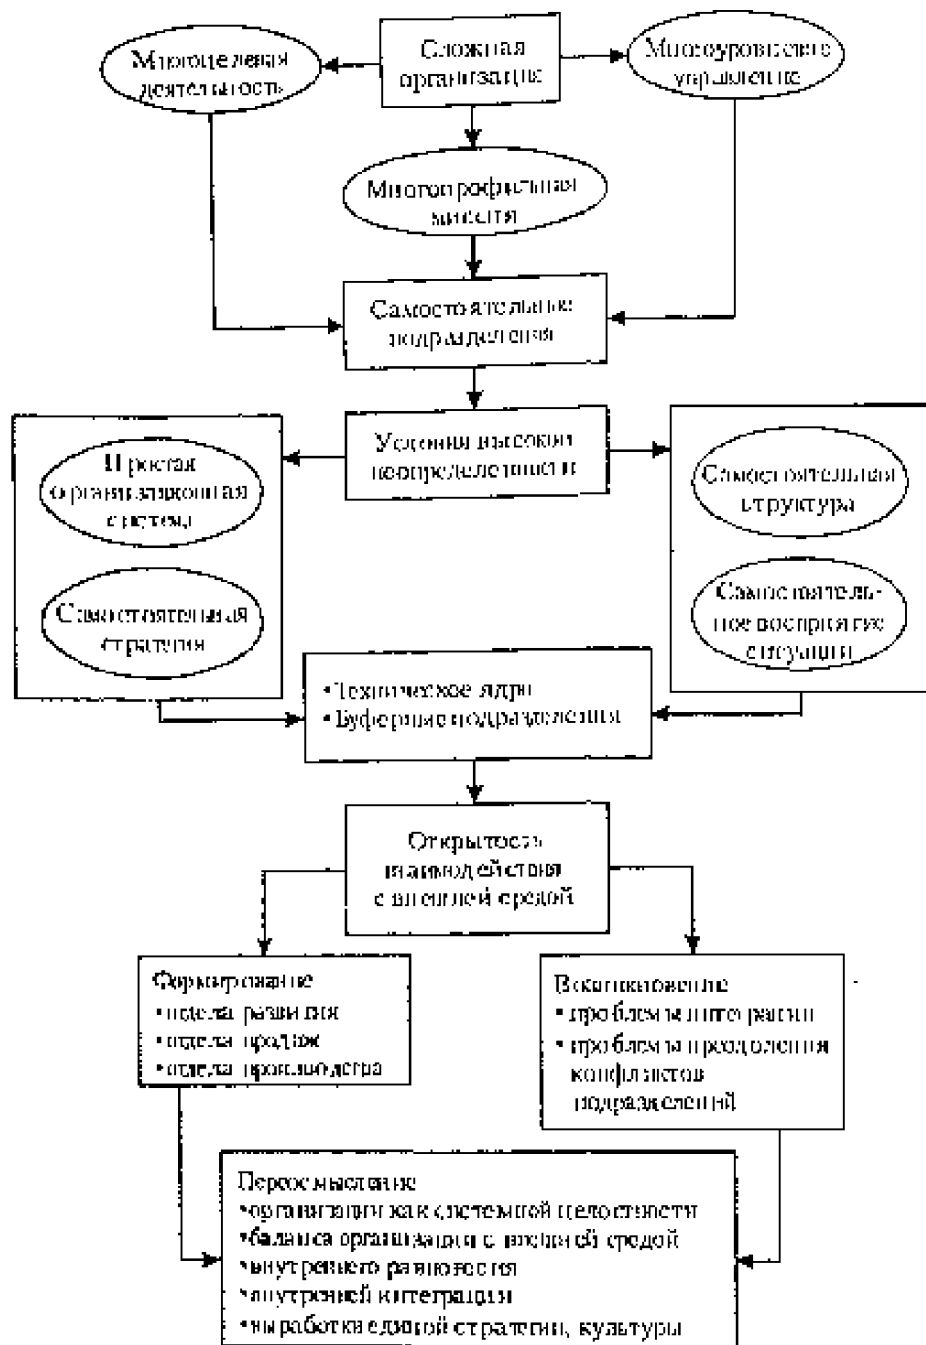 Сложная
организация
Многоцелевая
деятельность
Многоуровневое
управление
Многопрофильная
миссия
Самостоятельные
подразделения
Условия высокой
неопределенности
Простая
организационная
система
Самостоятельная
стратегия
Самостоятельная
структура
Самостоятель-
ное восприятие
ситуации
•Техническое ядро
•Буферные подразделения
Открытость
взаимодействия
с внешней средой
Формирование
•отдела развития
•отдела продаж
•отдела производства
Возникновение
•проблемы интеграции
•проблемы преодоления
конфликтов
подразделений
Переосмысление
•организации как системной целостности
•баланса организации с внешней средой
•внутреннего равновесия
•внутренней интеграции
•выработки единой стратегии, культуры